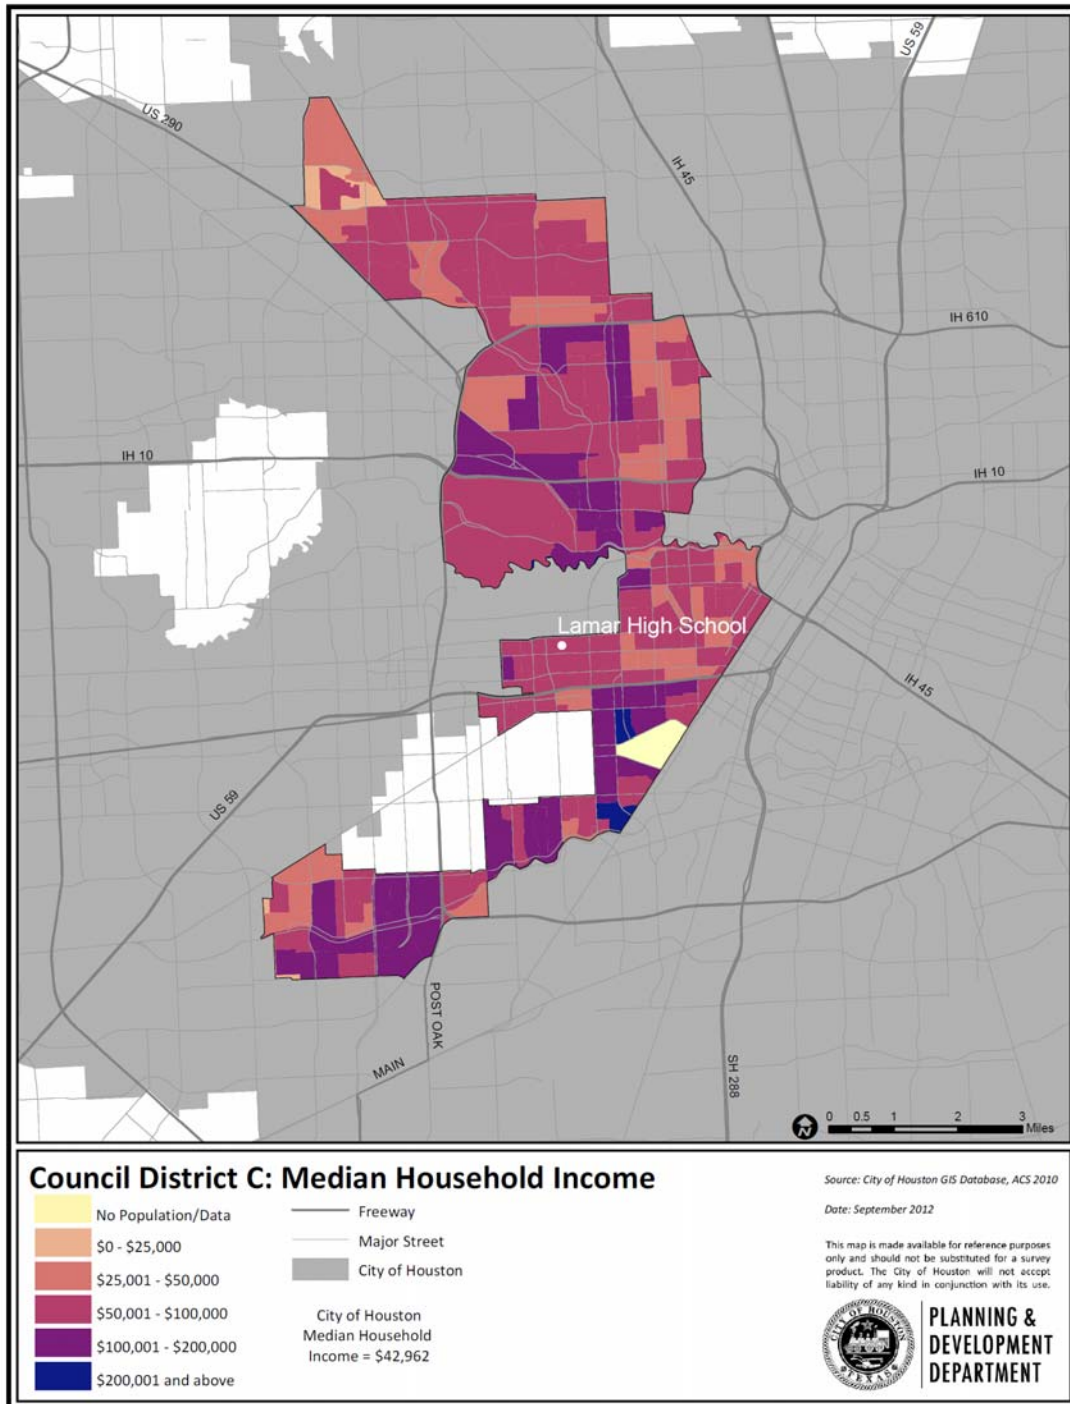 US 59
US 290
IH 45
IH 610
IH 10
IH 10
Lamar High School
IH 45
US 59
POST OAK
MAIN
SH 288
N
0 0.5 1 2 3
Miles
Council District C: Median Household Income
No Population/Data
$0 - $25,000
$25,001 - $50,000
$50,001 - $100,000
$100,001 - $200,000
$200,001 and above
Freeway
Major Street
City of Houston
City of Houston
Median Household
Income = $42,962
Source: City of Houston GIS Database, ACS 2010
Date: September 2012
This map is made available for reference purposes
only and should not be substituted for a survey
product. The City of Houston will not accept
liability of any kind in conjunction with its use.
CITY OF HOUSTON
TEXAS
PLANNING &
DEVELOPMENT
DEPARTMENT